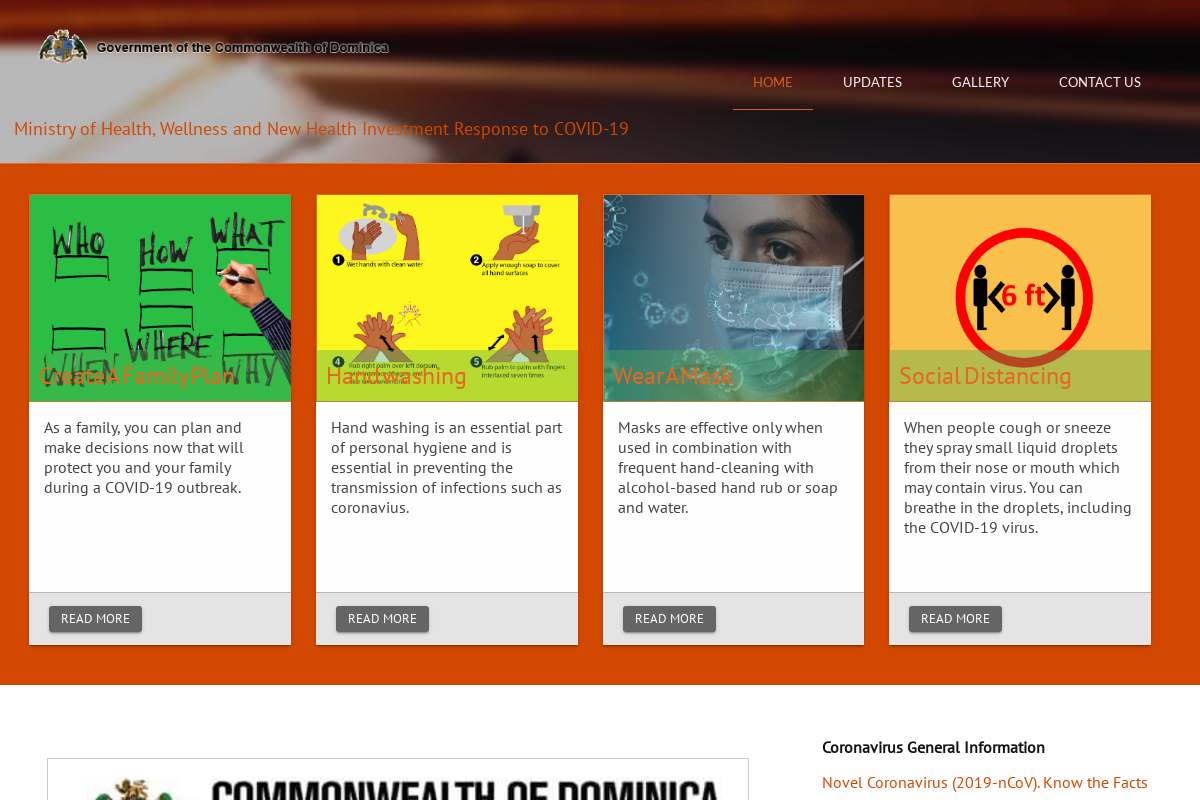 Government of the Commonwealth of Dominica
HOME
UPDATES
GALLERY
CONTACT US
Ministry of Health, Wellness and New Health Investment Response to COVID-19
WHO
HOW
WHAT
WHEN
WHERE
WHY
Create A Family Plan
As a family, you can plan and
make decisions now that will
protect you and your family
during a COVID-19 outbreak.
READ MORE
1 Wet hands with clean water
2 Apply enough soap to cover
all hand surfaces
4 Rub right palm over left dorsum,
5 Rub palm to palm with fingers
interlaced seven times
Hand washing
Hand washing is an essential part
of personal hygiene and is
essential in preventing the
transmission of infections such as
coronavius.
READ MORE
Wear A Mask
Masks are effective only when
used in combination with
frequent hand-cleaning with
alcohol-based hand rub or soap
and water.
READ MORE
6 ft
Social Distancing
When people cough or sneeze
they spray small liquid droplets
from their nose or mouth which
may contain virus. You can
breathe in the droplets, including
the COVID-19 virus.
READ MORE
COMMONWEALTH OF DOMINICA
Coronavirus General Information
Novel Coronavirus (2019-nCoV). Know the Facts